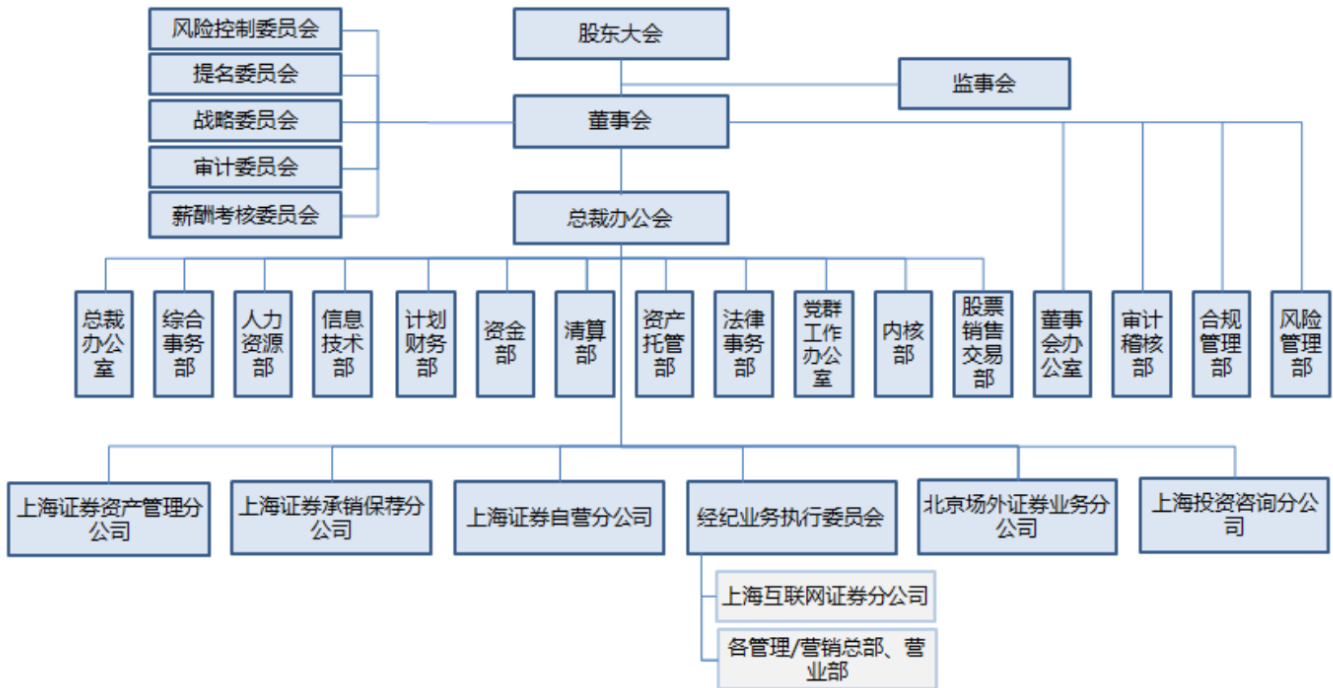 风险控制委员会
股东大会
提名委员会
监事会
战略委员会
董事会
审计委员会
薪酬考核委员会
总裁办公会
总裁
办公
室
综合
事务
部
人力
资源
部
信息
技术
部
计划
财务
部
资金
部
清算
部
资产
托管
部
法律
事务
部
党群
工作
办公
室
内核
部
股票
销售
交易
部
董事
会办
公室
审计
稽核
部
合规
管理
部
风险
管理
部
上海证券资产管理分
公司
上海证券承销保荐分
公司
上海证券自营分公司
经纪业务执行委员会
北京场外证券业务分
公司
上海投资咨询分公
司
上海互联网证券分公司
各管理/营销总部、营
业部